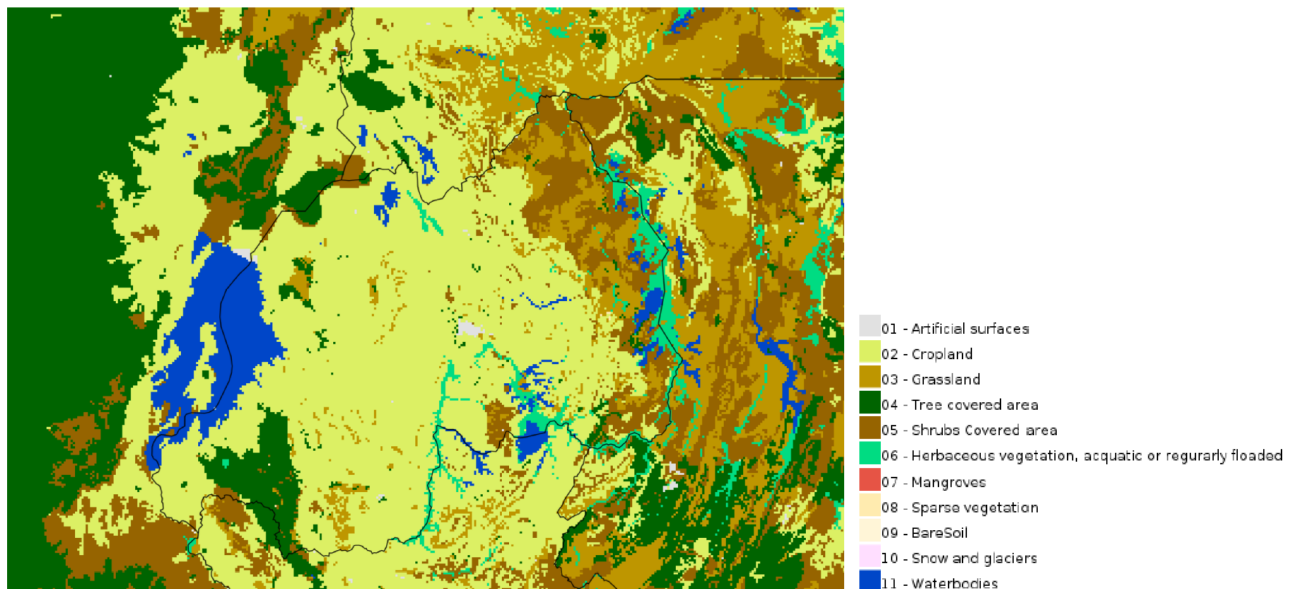 01 - Artificial surfaces
02 - Cropland
03 - Grassland
04 - Tree covered area
05 - Shrubs Covered area
06 - Herbaceous vegetation, acquatic or regurarly floaded
07 - Mangroves
08 - Sparse vegetation
09 - BareSoil
10 - Snow and glaciers
11 - Waterbodies